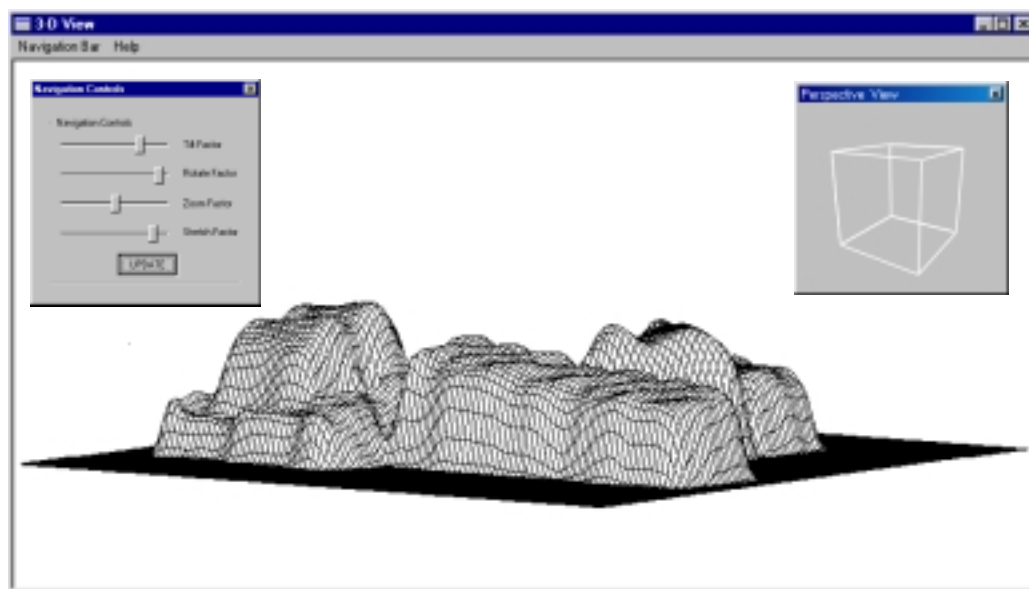 3-D View
Navigation Bar Help
Navigation Controls
Navigation Controls
Tilt Factor
Rotate Factor
Zoom Factor
Stretch Factor
UPDATE
Perspective View